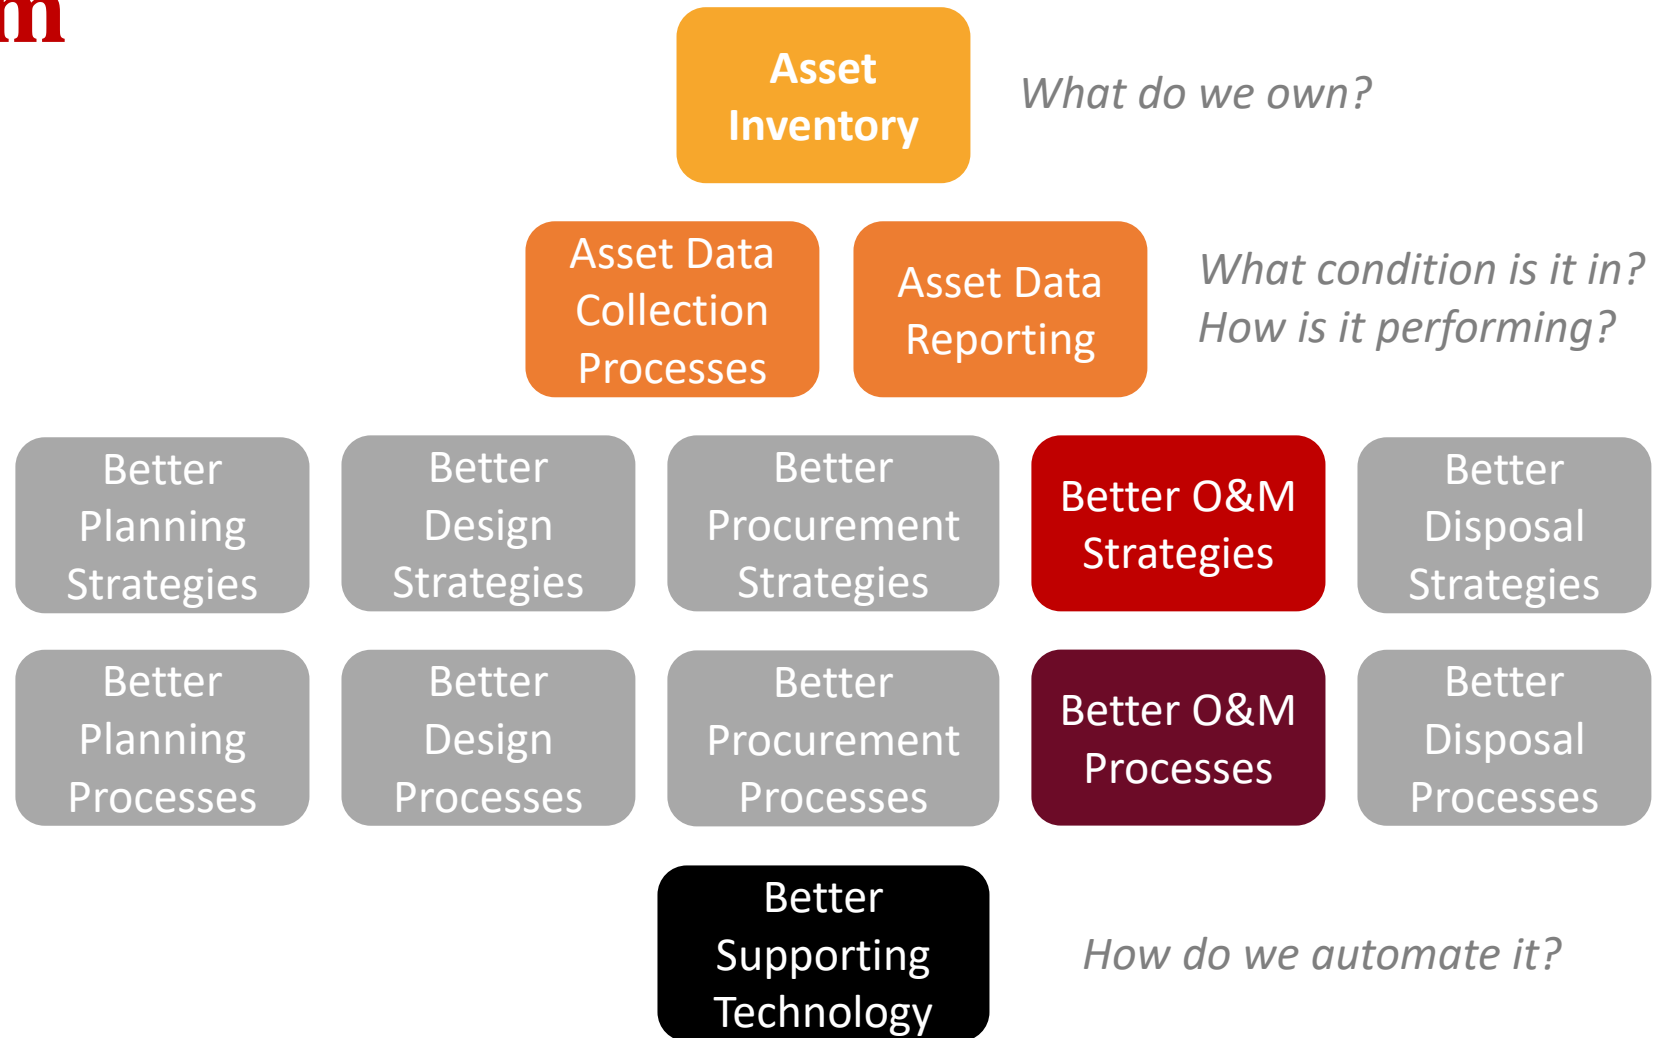 m
Asset
Inventory
What do we own?
Asset Data
Collection
Processes
Asset Data
Reporting
What condition is it in?
How is it performing?
Better
Planning
Strategies
Better
Design
Strategies
Better
Procurement
Strategies
Better O&M
Strategies
Better
Disposal
Strategies
Better
Planning
Processes
Better
Design
Processes
Better
Procurement
Processes
Better O&M
Processes
Better
Disposal
Processes
Better
Supporting
Technology
How do we automate it?